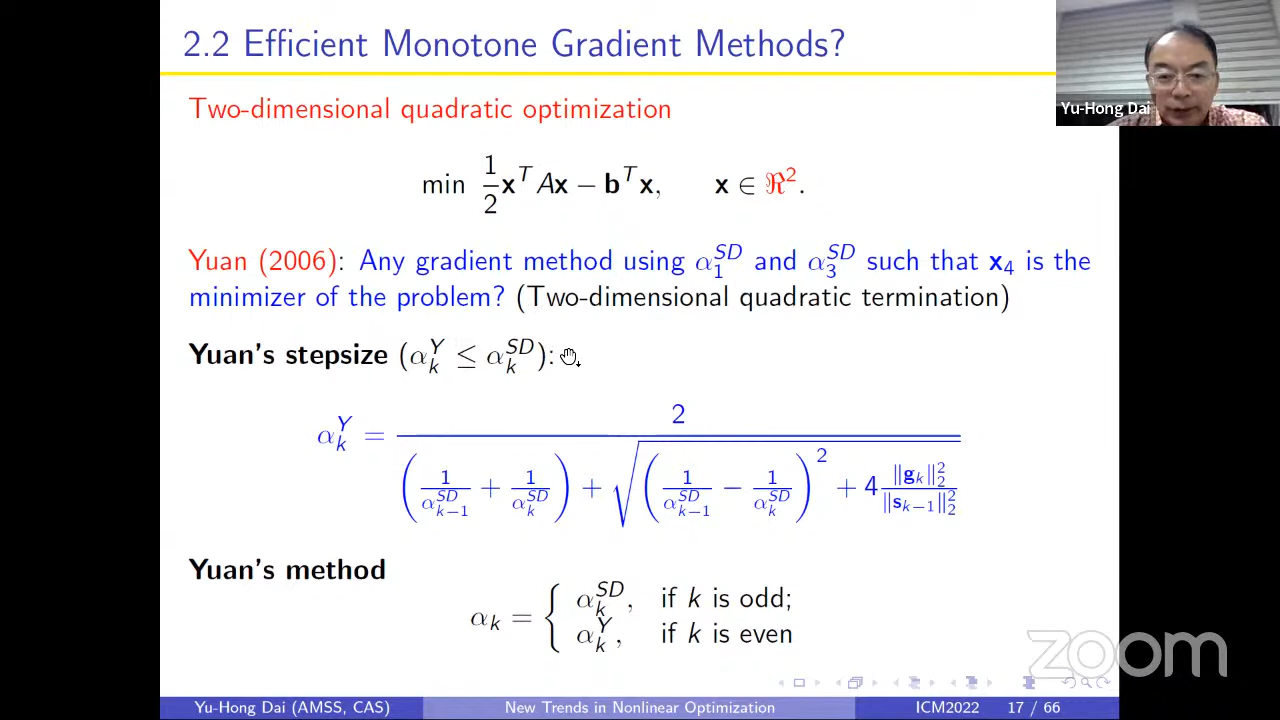 2.2 Efficient Monotone Gradient Methods?
Yu-Hong Dai
Two-dimensional quadratic optimization
min 1/2 x^T Ax − b^T x, x ∈ ℜ^2.
Yuan (2006): Any gradient method using α_1^{SD} and α_3^{SD} such that x_4 is the
minimizer of the problem? (Two-dimensional quadratic termination)
Yuan's stepsize (α_k^Y ≤ α_k^{SD}):
α_k^Y = 2 / ( (1/α_{k−1}^{SD} + 1/α_k^{SD}) + √( (1/α_{k−1}^{SD} − 1/α_k^{SD})^2 + 4 ‖g_k‖_2^2 / ‖s_{k−1}‖_2^2 ) )
Yuan's method
α_k = { α_k^{SD}, if k is odd;
α_k^Y, if k is even
zoom
Yu-Hong Dai (AMSS, CAS) New Trends in Nonlinear Optimization ICM2022 17 / 66